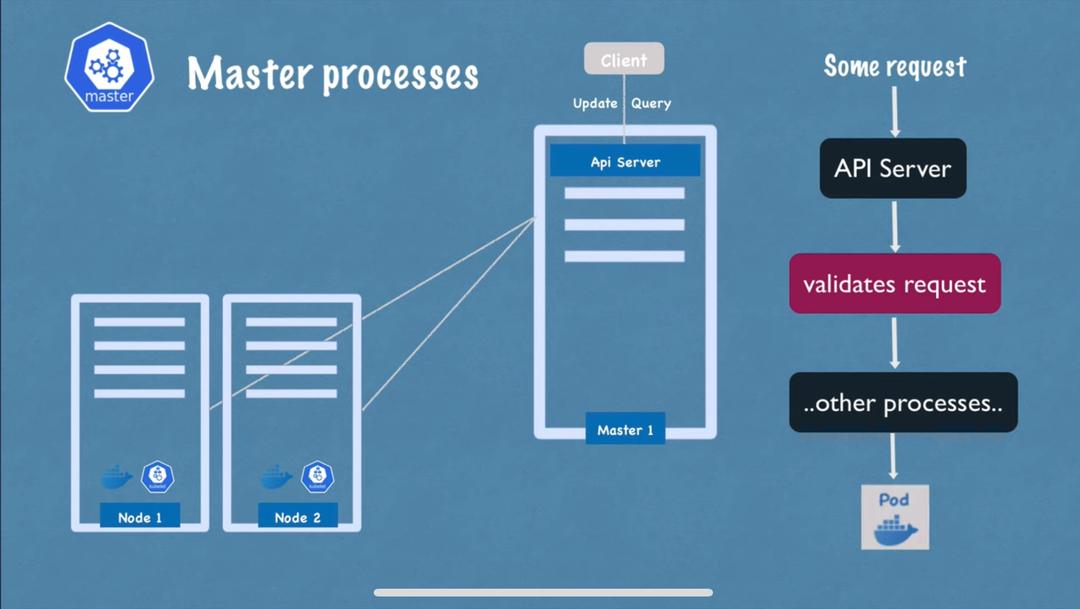 master
Master processes
Client
Update Query
Api Server
Master 1
Node 1
Node 2
Some request
API Server
validates request
..other processes..
Pod